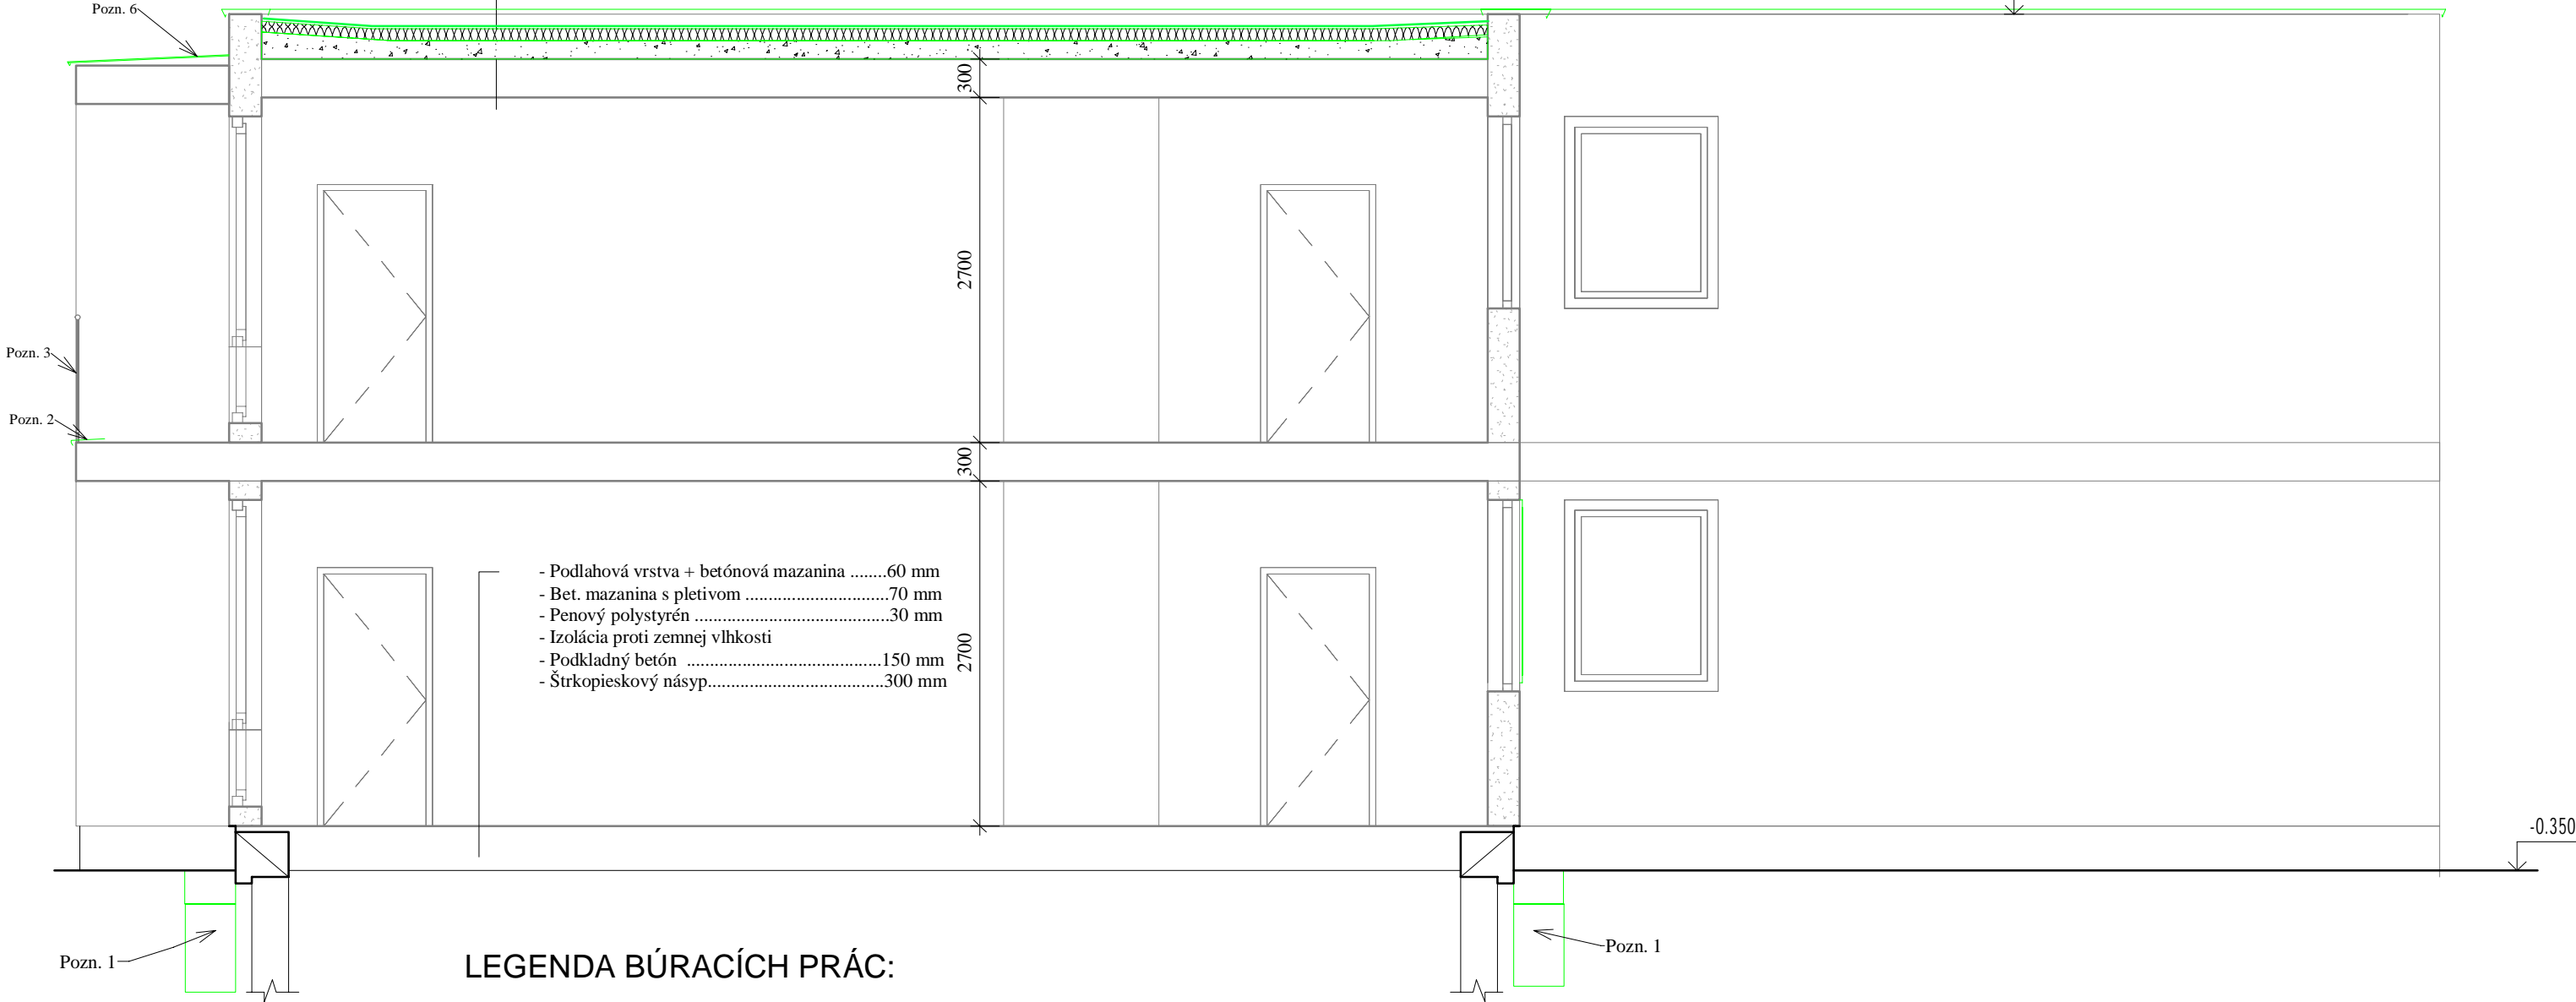 Pozn. 6
300
2700
Pozn. 3
Pozn. 2
300
- Podlahová vrstva + betónová mazanina ........60 mm
- Bet. mazanina s pletivom ...............................70 mm
- Penový polystyrén ..........................................30 mm
- Izolácia proti zemnej vlhkosti
- Podkladný betón ..........................................150 mm
- Štrkopieskový násyp......................................300 mm
2700
-0.350
Pozn. 1
Pozn. 1
LEGENDA BÚRACÍCH PRÁC: